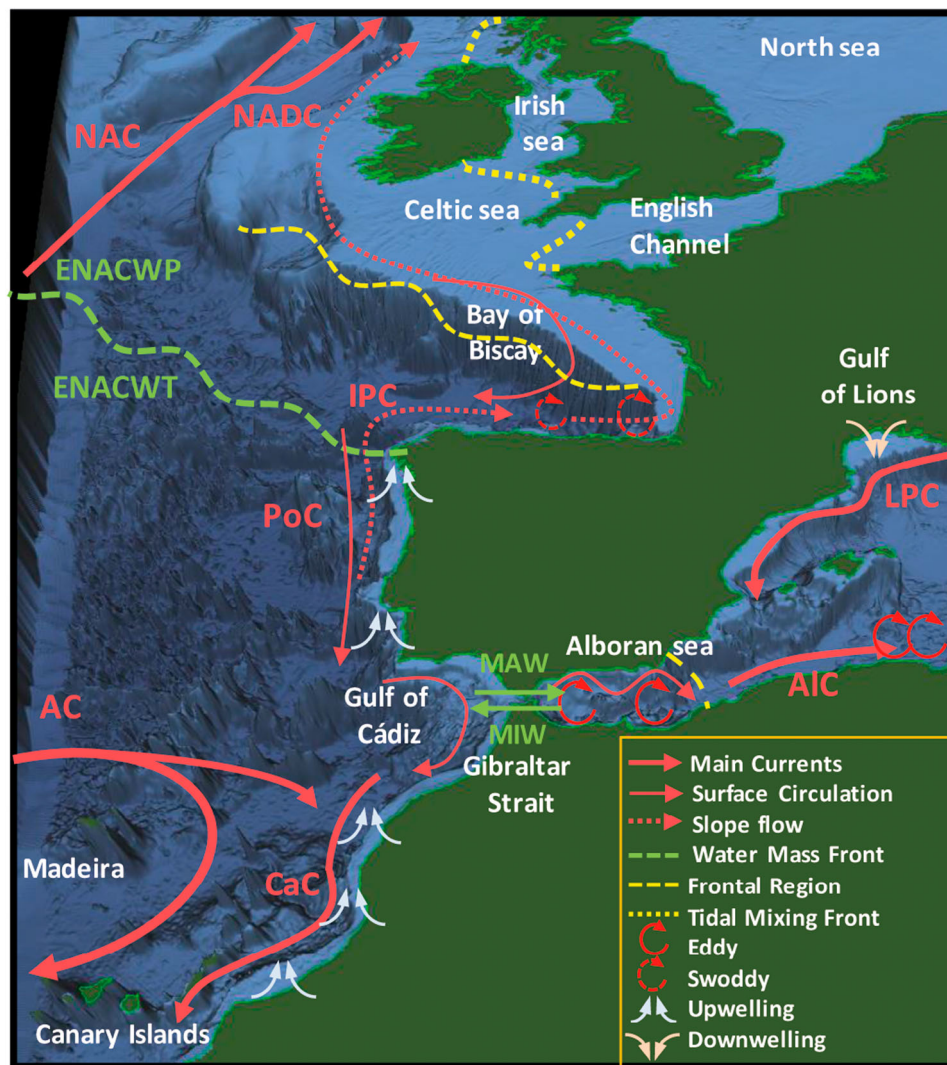 North sea
NADC
NAC
Irish
sea
Celtic sea
English
Channel
ENACWP
Bay of
Biscay
ENACWT
IPC
Gulf
of Lions
PoC
LPC
Alboran sea
MAW
AC
Gulf of
Cádiz
AlC
MIW
Gibraltar
Strait
Madeira
CaC
Canary Islands
Main Currents
Surface Circulation
Slope flow
Water Mass Front
Frontal Region
Tidal Mixing Front
Eddy
Swoddy
Upwelling
Downwelling